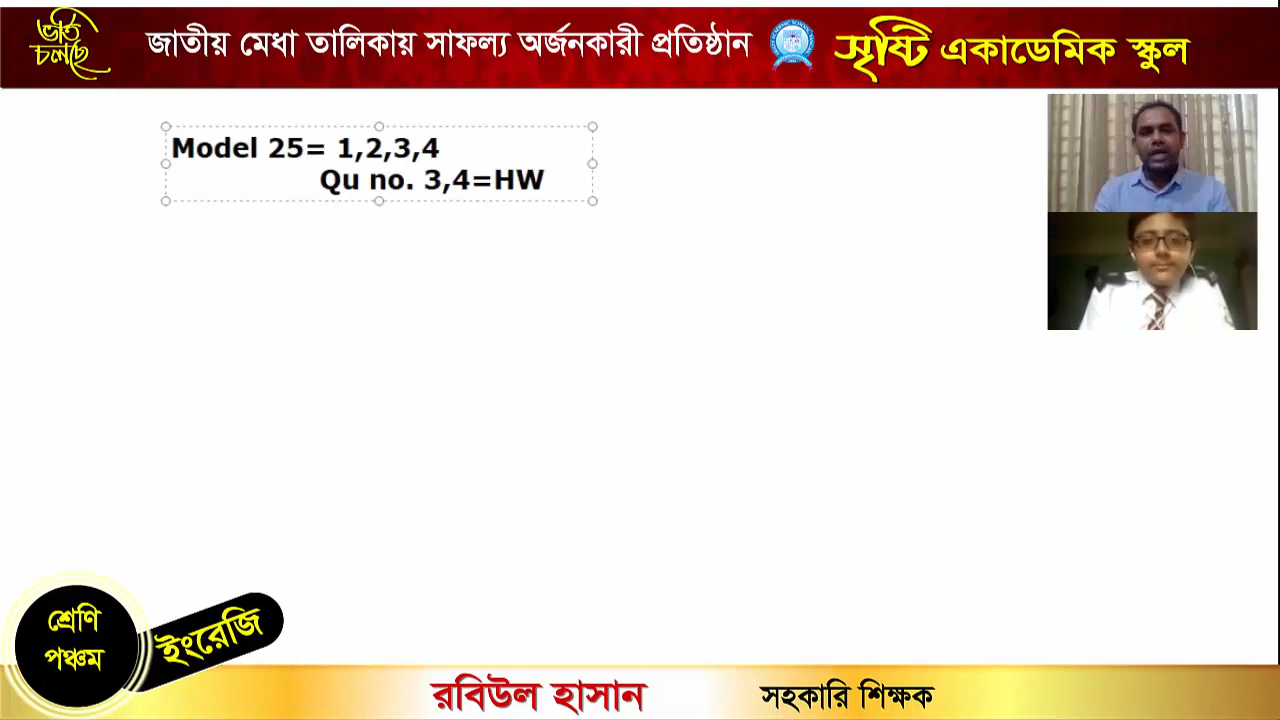 ভর্তি চলছে
জাতীয় মেধা তালিকায় সাফল্য অর্জনকারী প্রতিষ্ঠান
সৃষ্টি একাডেমিক স্কুল
Model 25= 1,2,3,4
Qu no. 3,4=HW
শ্রেণি
পঞ্চম
ইংরেজি
রবিউল হাসান
সহকারি শিক্ষক